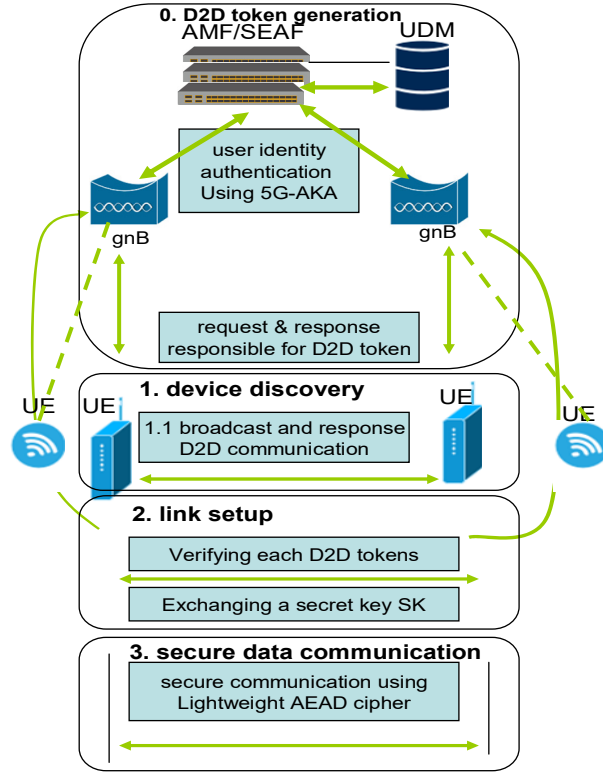 0. D2D token generation
AMF/SEAF
UDM
user identity
authentication
Using 5G-AKA
gnB
gnB
request & response
responsible for D2D token
1. device discovery
UE
UE
UE
UE
1.1 broadcast and response
D2D communication
2. link setup
Verifying each D2D tokens
Exchanging a secret key SK
3. secure data communication
secure communication using
Lightweight AEAD cipher